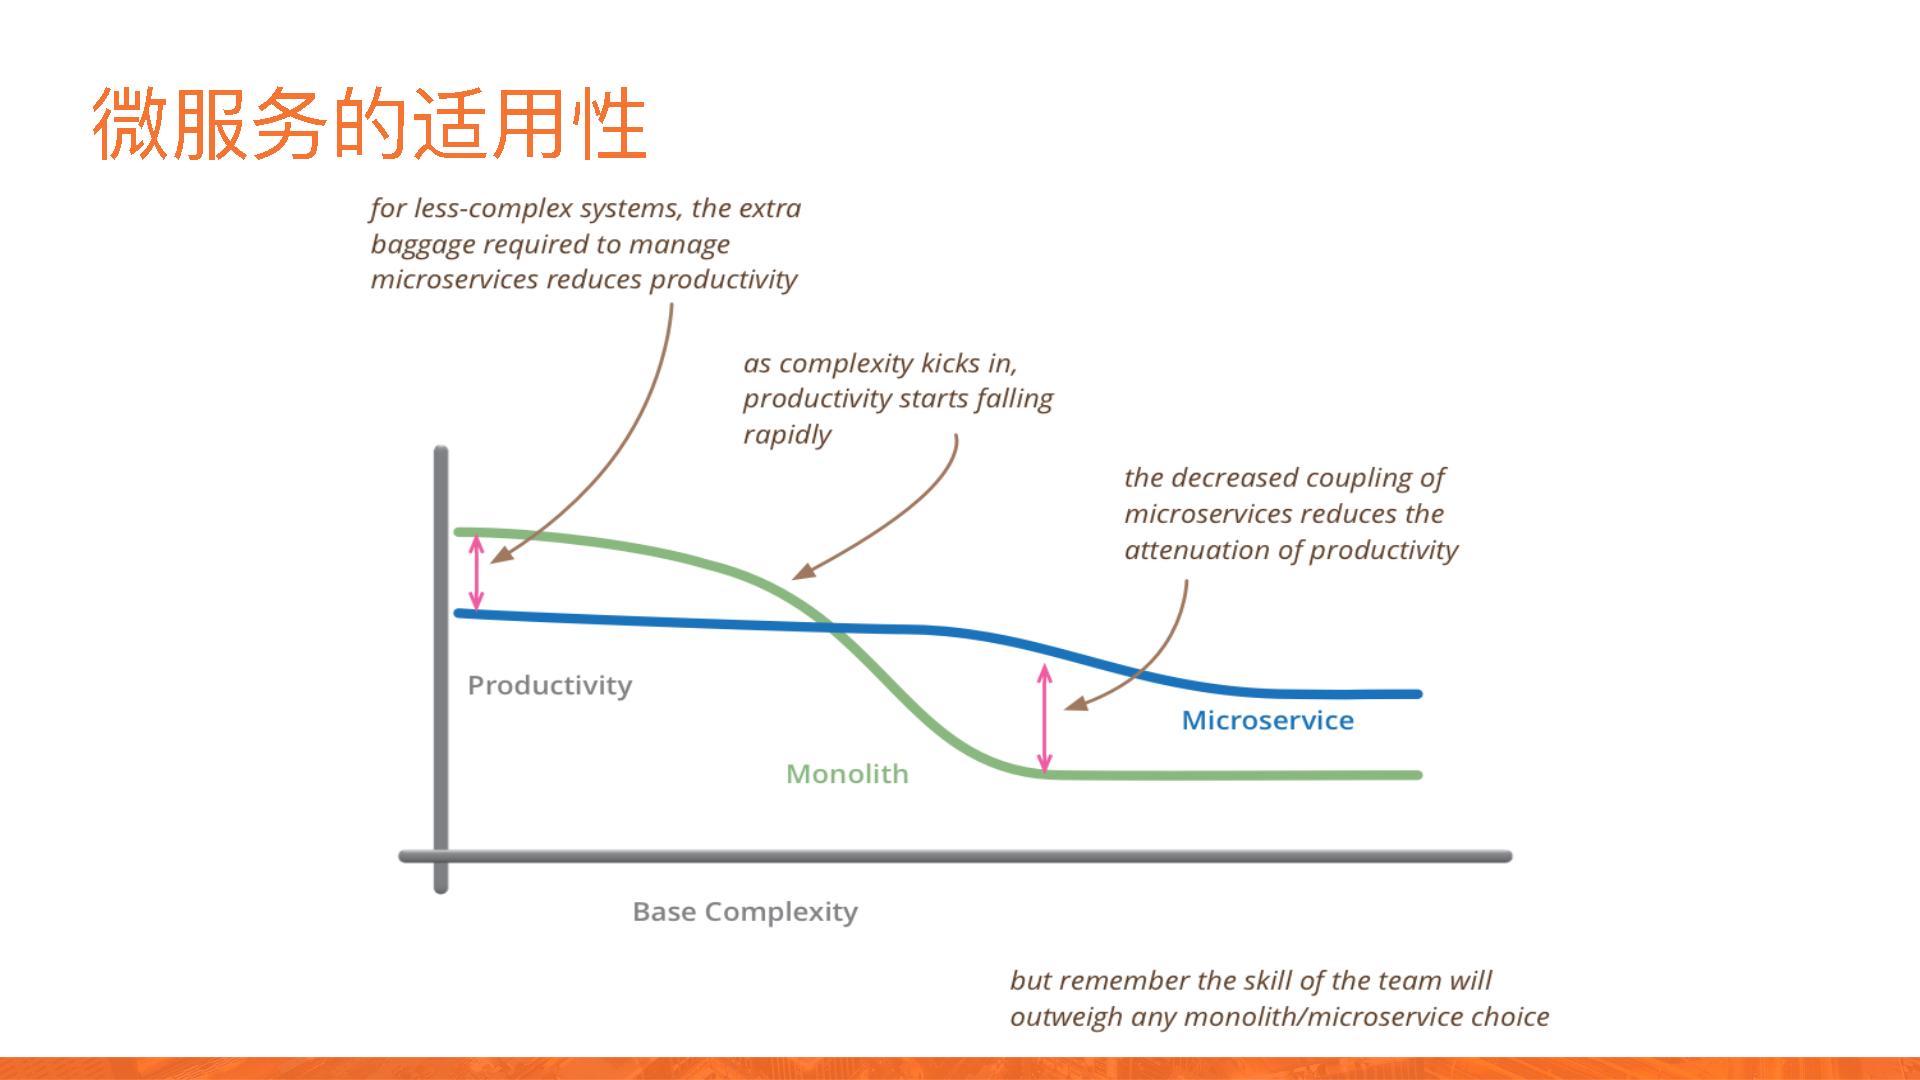 微服务的适用性
for less-complex systems, the extra
baggage required to manage
microservices reduces productivity
as complexity kicks in,
productivity starts falling
rapidly
the decreased coupling of
microservices reduces the
attenuation of productivity
Productivity
Microservice
Monolith
Base Complexity
but remember the skill of the team will
outweigh any monolith/microservice choice